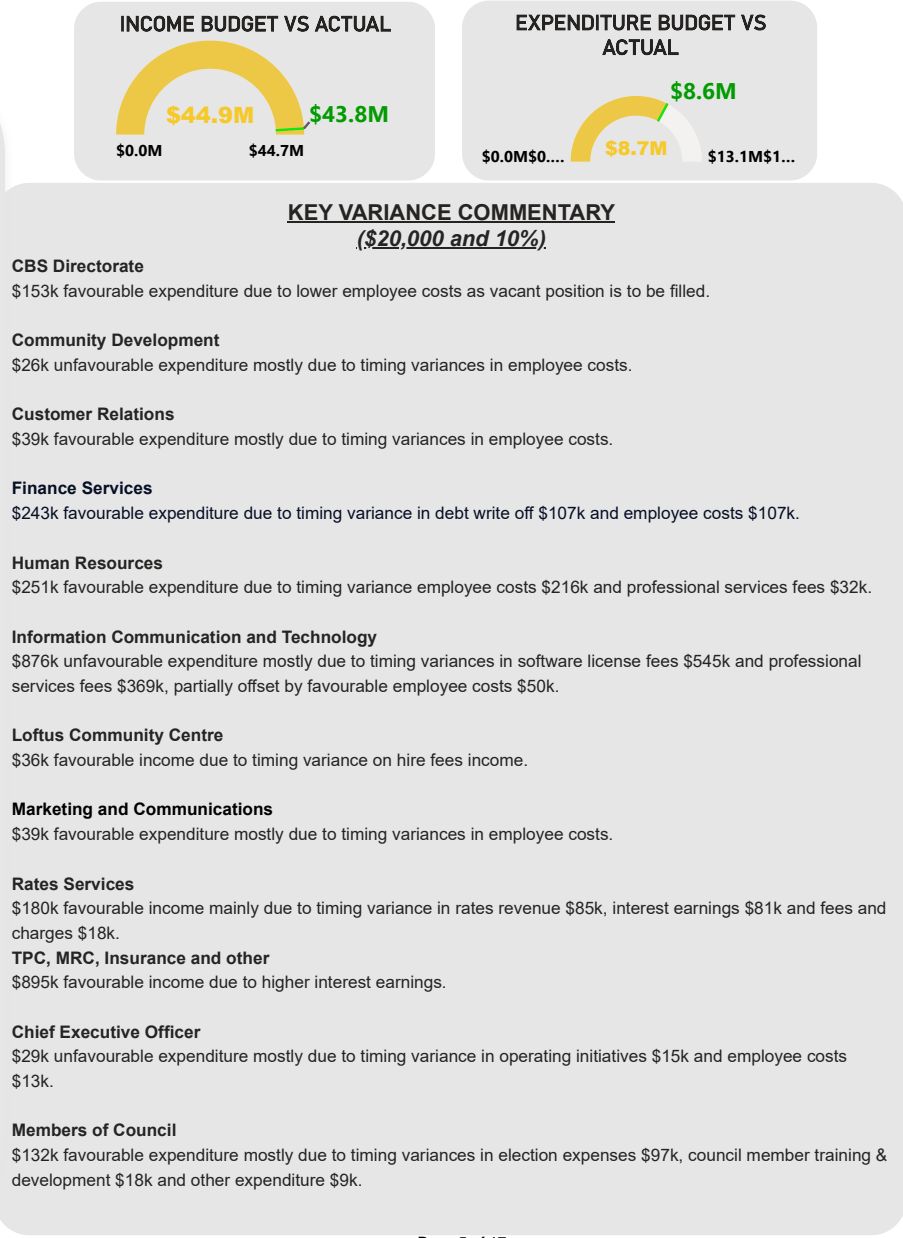 INCOME BUDGET VS ACTUAL
$44.9M
$43.8M
$0.0M
$44.7M
EXPENDITURE BUDGET VS
ACTUAL
$8.6M
$8.7M
$0.0M$0....
$13.1M$1...
KEY VARIANCE COMMENTARY
($20,000 and 10%)
CBS Directorate
$153k favourable expenditure due to lower employee costs as vacant position is to be filled.
Community Development
$26k unfavourable expenditure mostly due to timing variances in employee costs.
Customer Relations
$39k favourable expenditure mostly due to timing variances in employee costs.
Finance Services
$243k favourable expenditure due to timing variance in debt write off $107k and employee costs $107k.
Human Resources
$251k favourable expenditure due to timing variance employee costs $216k and professional services fees $32k.
Information Communication and Technology
$876k unfavourable expenditure mostly due to timing variances in software license fees $545k and professional
services fees $369k, partially offset by favourable employee costs $50k.
Loftus Community Centre
$36k favourable income due to timing variance on hire fees income.
Marketing and Communications
$39k favourable expenditure mostly due to timing variances in employee costs.
Rates Services
$180k favourable income mainly due to timing variance in rates revenue $85k, interest earnings $81k and fees and
charges $18k.
TPC, MRC, Insurance and other
$895k favourable income due to higher interest earnings.
Chief Executive Officer
$29k unfavourable expenditure mostly due to timing variance in operating initiatives $15k and employee costs
$13k.
Members of Council
$132k favourable expenditure mostly due to timing variances in election expenses $97k, council member training &
development $18k and other expenditure $9k.